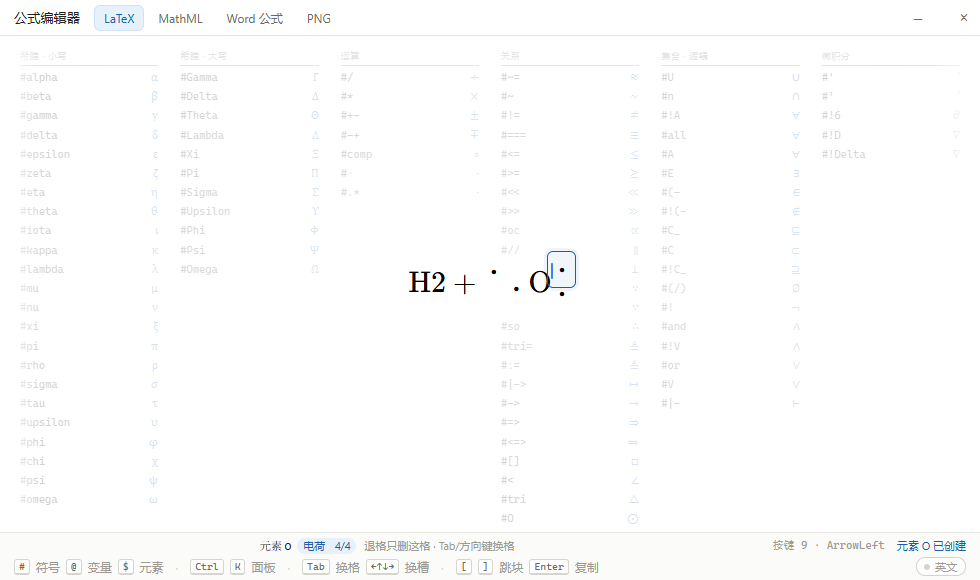 公式编辑器 LaTeX MathML Word 公式 PNG
希腊 · 小写 希腊 · 大写 运算 关系 集合 · 逻辑 微积分
#alpha α #Gamma Γ #/ ÷ #~= ≈ #U ∪ #' ′
#beta β #Delta Δ #* × #~ ~ #n ∩ #' ′
#gamma γ #Theta Θ #+- ± #!= ≠ #!A ∀ #!6 ∂
#delta δ #Lambda Λ #-+ ∓ #=== ≡ #all ∀ #!D ∇
#epsilon ε #Xi Ξ #comp ∘ #<= ≤ #A ∀ #!Delta ∇
#zeta ζ #Pi Π #· · #>= ≥ #E ∃
#eta η #Sigma Σ #.* · #<< ≪ #(- ∈
#theta θ #Upsilon ϒ #>> ≫ #!(- ∉
#iota ι #Phi Φ #oc ∝ #C_ ⊆
#kappa κ #Psi Ψ #// ∥ #C ⊂
#lambda λ #Omega Ω ⊥ #!C_ ⊇
H2 + · . O : .
#mu μ ∵ #(/) ∅
#nu ν ∵ #! ¬
#xi ξ #so ∴ #and ∧
#pi π #tri= ≜ #!V ∧
#rho ρ #:= ≜ #or ∨
#sigma σ #|-> ↦ #V ∨
#tau τ #-> → #|- ⊢
#upsilon υ #=> ⇒
#phi φ #<=> ⇔
#chi χ #[] □
#psi ψ #< ∠
#omega ω #tri △
#O ⊙
元素 O 电荷 4/4 退格只删这格 · Tab/方向键换格 按键 9 · ArrowLeft 元素 O 已创建
# 符号 @ 变量 $ 元素 · Ctrl K 面板 · Tab 换格 ←↑↓→ 换槽 · [ ] 跳块 Enter 复制 英文